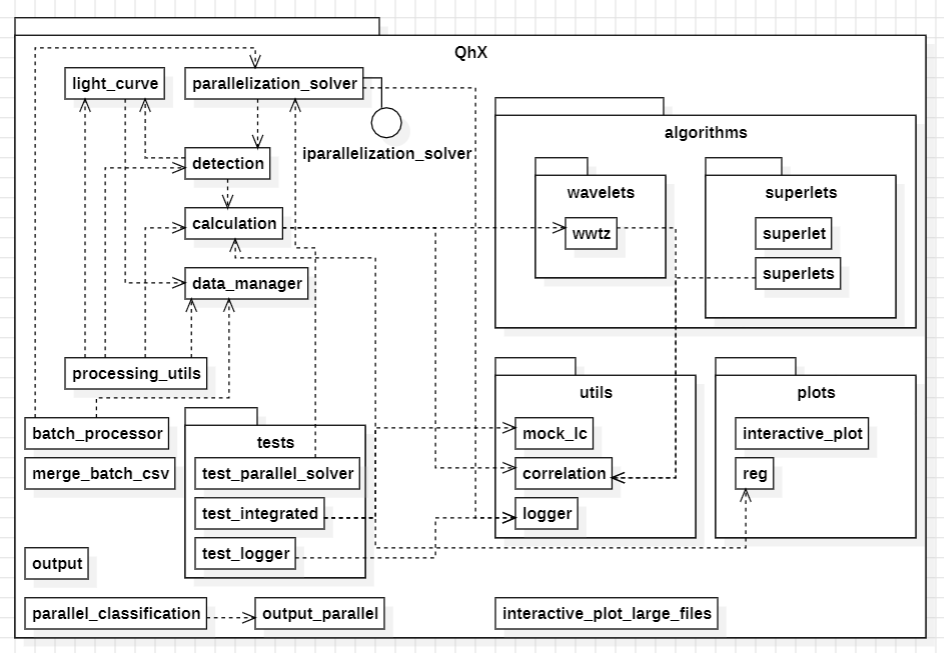 QhX
light_curve
parallelization_solver
iparallelization_solver
detection
calculation
data_manager
processing_utils
batch_processor
merge_batch_csv
output
parallel_classification
output_parallel
tests
test_parallel_solver
test_integrated
test_logger
algorithms
wavelets
wwtz
superlets
superlet
superlets
utils
mock_lc
correlation
logger
plots
interactive_plot
reg
interactive_plot_large_files